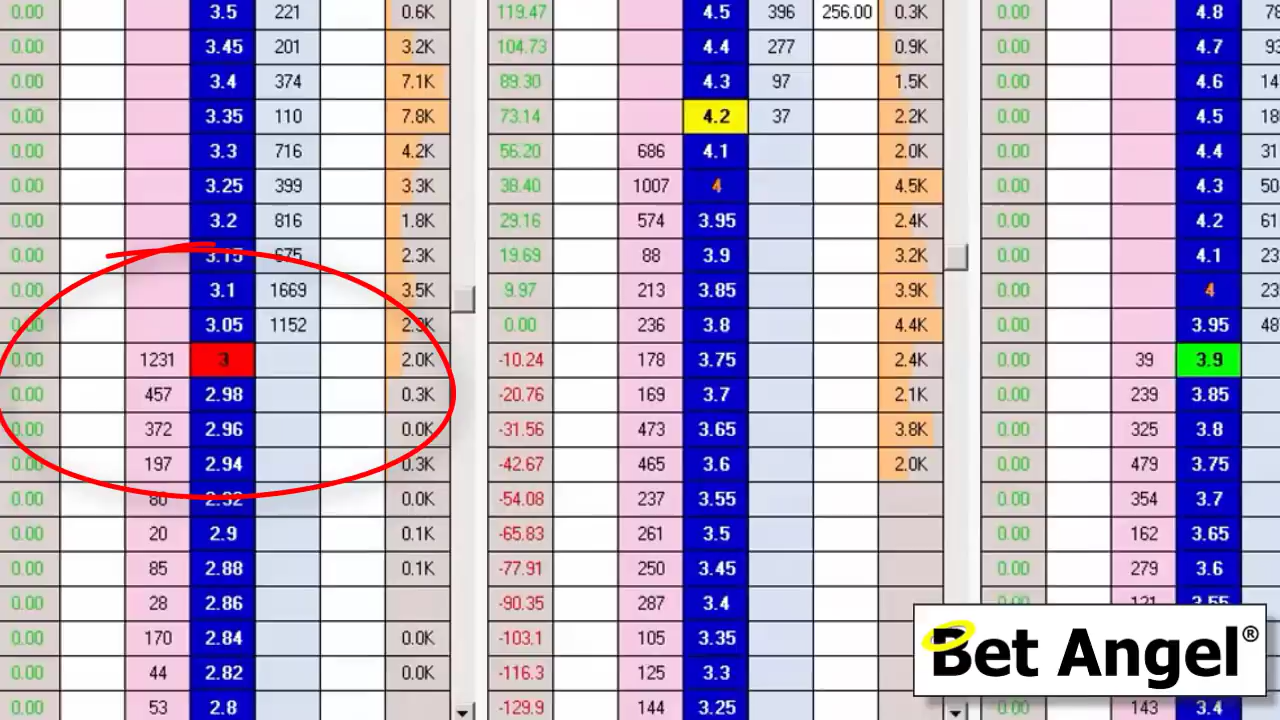 0.00 3.5 221 0.6K 119.47 4.5 396 256.00 0.3K 0.00 4.8
0.00 3.45 201 3.2K 104.73 4.4 277 0.9K 0.00 4.7
0.00 3.4 374 7.1K 89.30 4.3 97 1.5K 0.00 4.6
0.00 3.35 110 7.8K 73.14 4.2 37 2.2K 0.00 4.5
0.00 3.3 716 4.2K 56.20 686 4.1 2.0K 0.00 4.4
0.00 3.25 399 3.3K 38.40 1007 4 4.5K 0.00 4.3
0.00 3.2 816 1.8K 29.16 574 3.95 2.4K 0.00 4.2
0.00 3.15 675 2.3K 19.69 88 3.9 3.2K 0.00 4.1
0.00 3.1 1669 3.5K 9.97 213 3.85 3.9K 0.00 4
0.00 3.05 1152 2.9K 0.00 236 3.8 4.4K 0.00 3.95
0.00 1231 3 2.0K -10.24 178 3.75 2.4K 0.00 39 3.9
0.00 457 2.98 0.3K -20.76 169 3.7 2.1K 0.00 239 3.85
0.00 372 2.96 0.0K -31.56 473 3.65 3.8K 0.00 325 3.8
0.00 197 2.94 0.3K -42.67 465 3.6 2.0K 0.00 479 3.75
0.00 80 2.92 0.0K -54.08 237 3.55 0.00 354 3.7
0.00 20 2.9 0.1K -65.83 261 3.5 0.00 162 3.65
0.00 85 2.88 0.1K -77.91 250 3.45 0.00 279 3.6
0.00 28 2.86 -90.35 287 3.4 0.00 121 3.55
0.00 170 2.84 0.0K -103.1 105 3.35
0.00 44 2.82 0.0K -116.3 125 3.3
0.00 53 2.8 -129.9 144 3.25 0.00 143 3.4
Bet Angel®